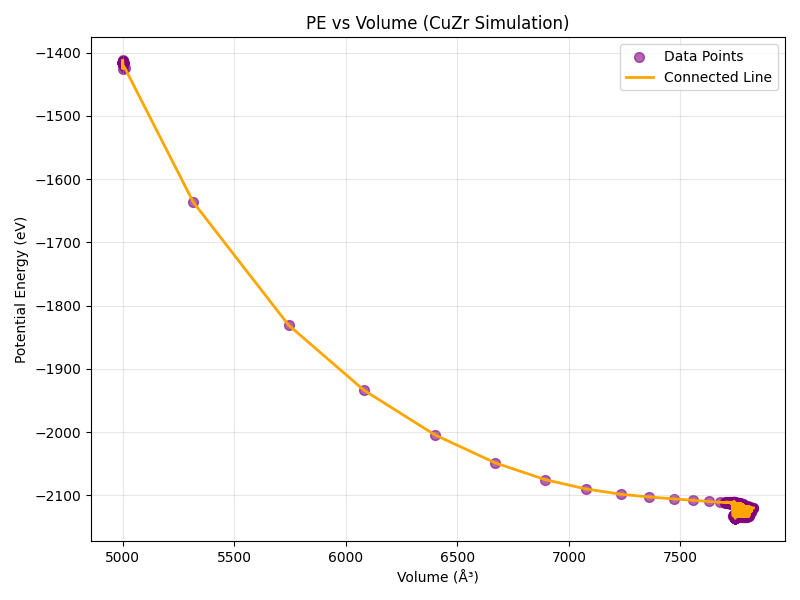 PE vs Volume (CuZr Simulation)
Data Points
Connected Line
Potential Energy (eV)
−1400
−1500
−1600
−1700
−1800
−1900
−2000
−2100
5000
5500
6000
6500
7000
7500
Volume (Å³)